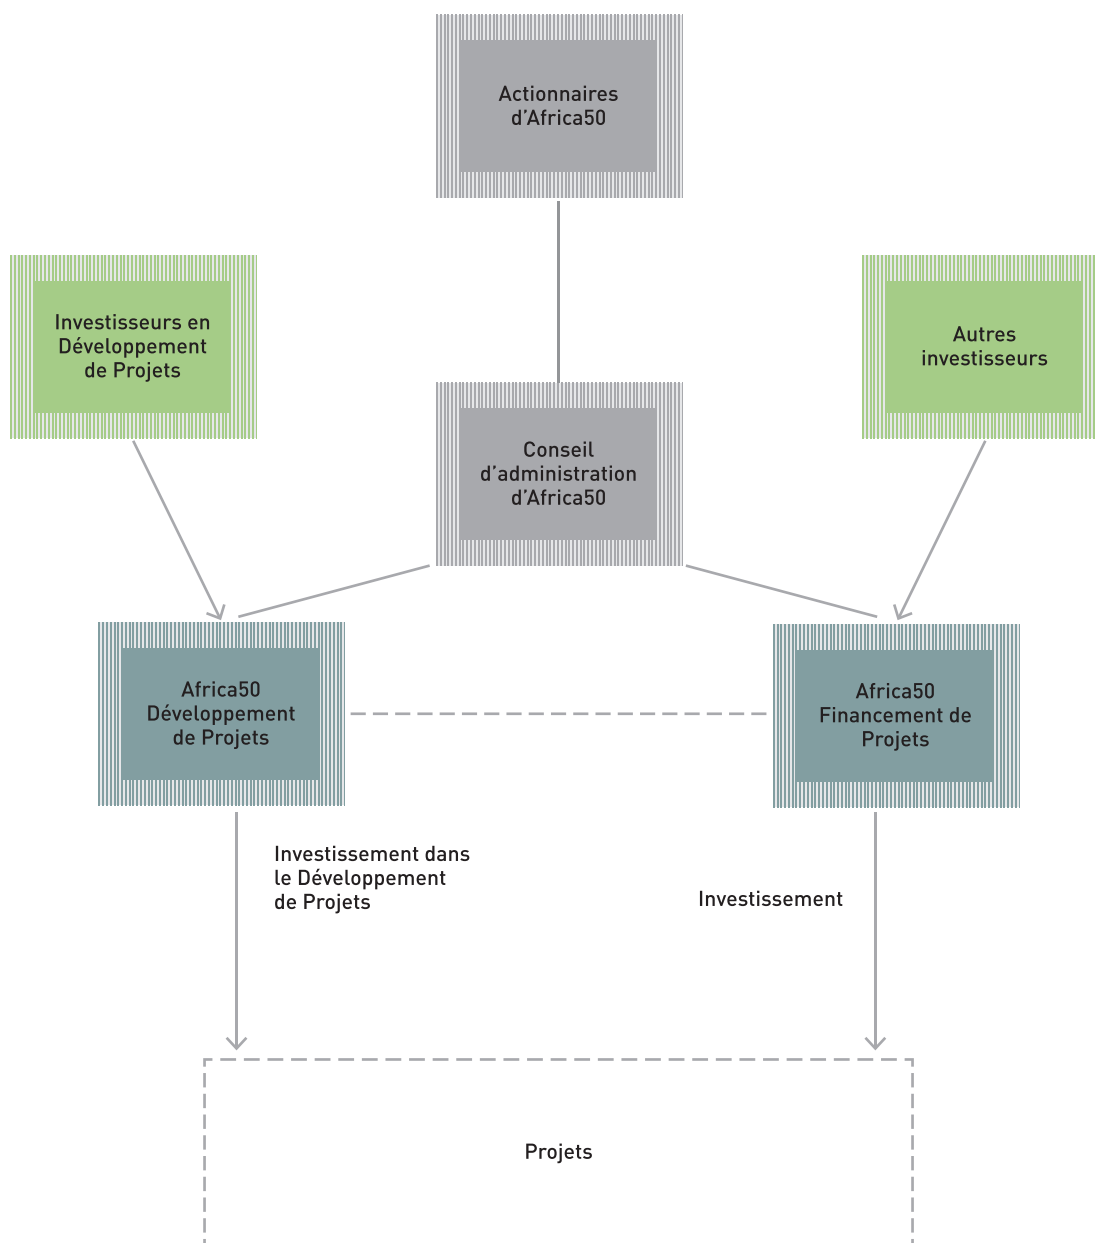 Actionnaires
d’Africa50
Investisseurs en
Développement
de Projets
Autres
investisseurs
Conseil
d’administration
d’Africa50
Africa50
Développement
de Projets
Africa50
Financement de
Projets
Investissement dans
le Développement
de Projets
Investissement
Projets